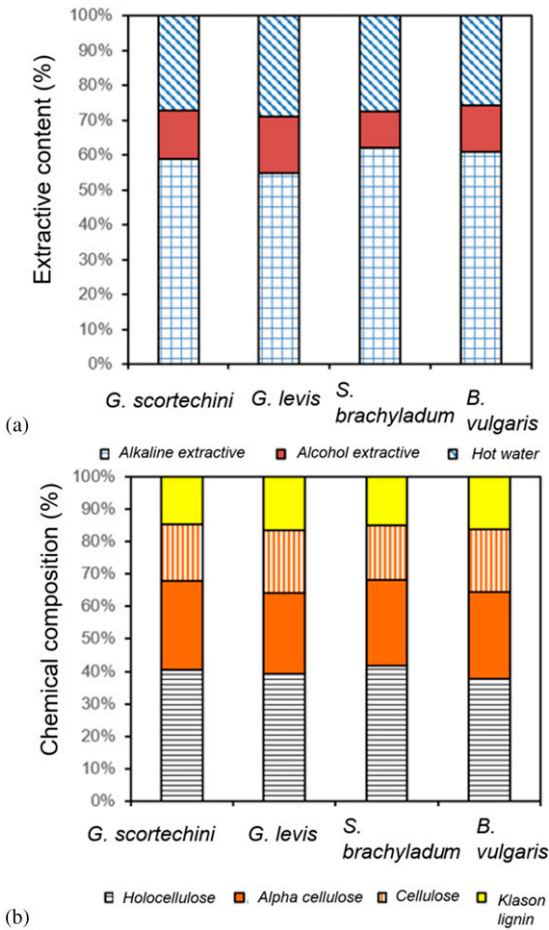 Extractive content (%)
100%
90%
80%
70%
60%
50%
40%
30%
20%
10%
0%
G. scortechini
G. levis
S.
brachyladum
B.
vulgaris
(a)
Alkaline extractive
Alcohol extractive
Hot water
Chemical composition (%)
100%
90%
80%
70%
60%
50%
40%
30%
20%
10%
0%
G. scortechini
G. levis
S.
brachyladum
B.
vulgaris
(b)
Holocellulose
Alpha cellulose
Cellulose
Klason
lignin